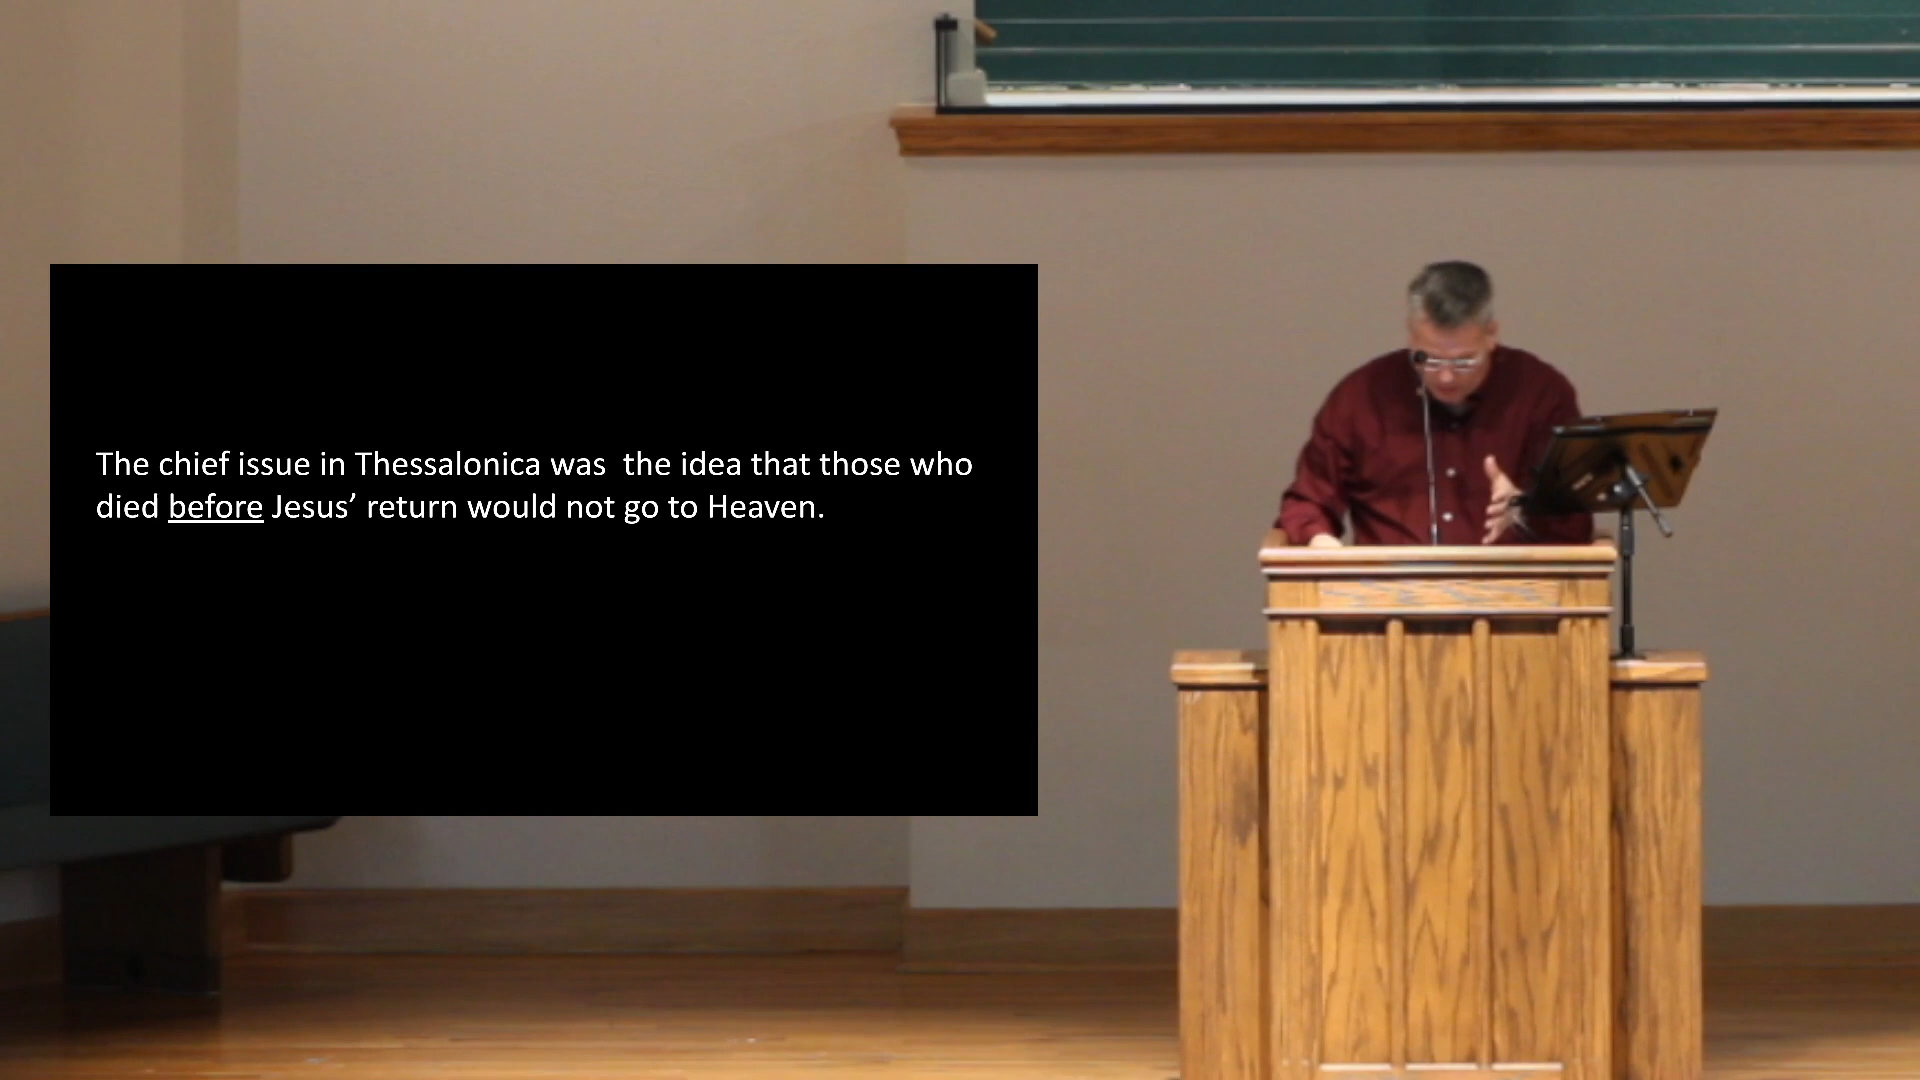 The chief issue in Thessalonica was  the idea that those who
died before Jesus’ return would not go to Heaven.